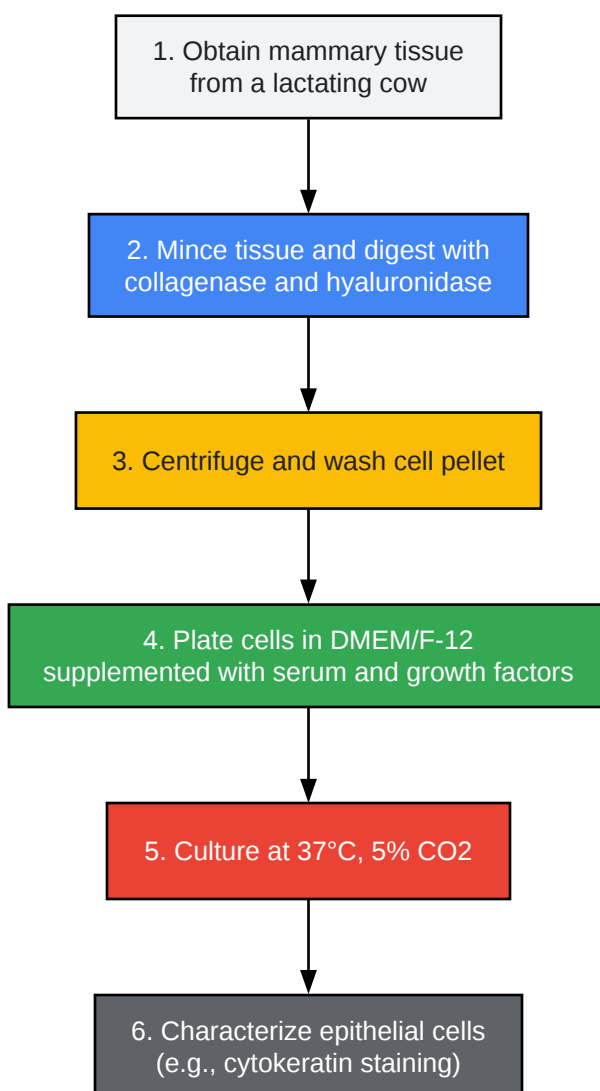 1. Obtain mammary tissue
from a lactating cow
2. Mince tissue and digest with
collagenase and hyaluronidase
3. Centrifuge and wash cell pellet
4. Plate cells in DMEM/F-12
supplemented with serum and growth factors
5. Culture at 37°C, 5% CO2
6. Characterize epithelial cells
(e.g., cytokeratin staining)